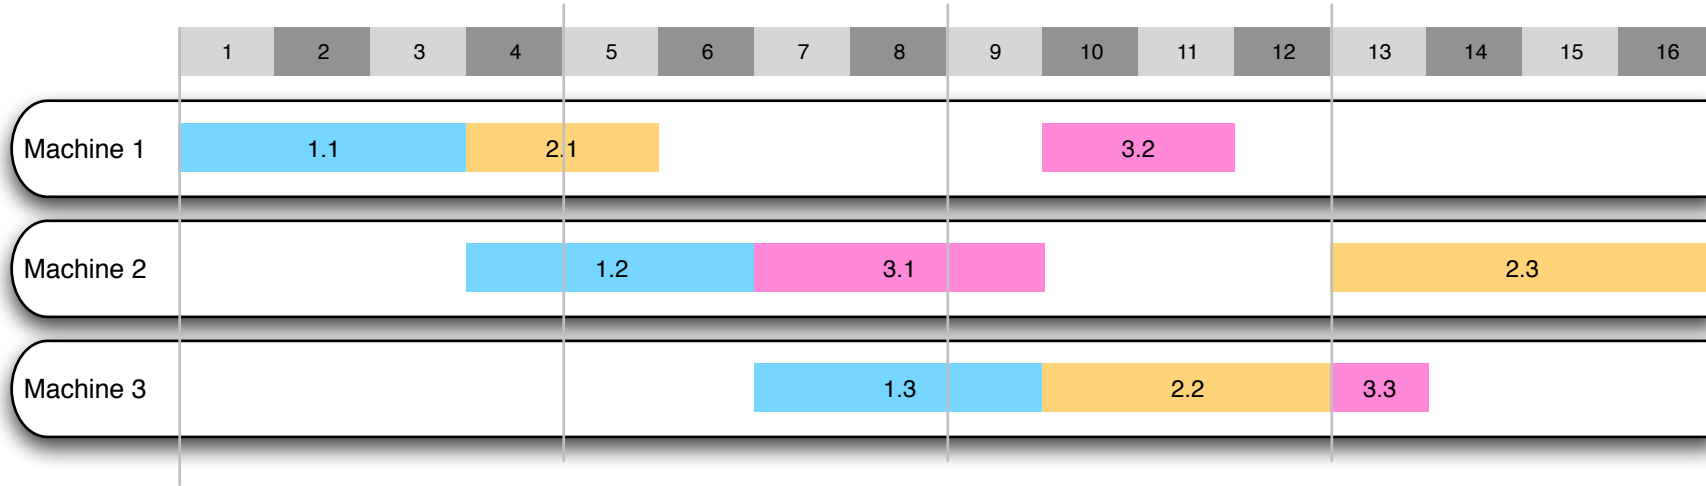 1 2 3 4 5 6 7 8 9 10 11 12 13 14 15 16
Machine 1 1.1 2.1 3.2
Machine 2 1.2 3.1 2.3
Machine 3 1.3 2.2 3.3